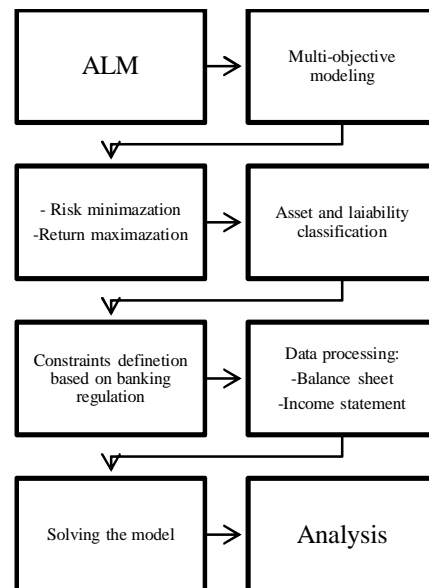 ALM
Multi-objective
modeling
- Risk minimazation
-Return maximazation
Asset and laiability
classification
Constraints definetion
based on banking
regulation
Data processing:
-Balance sheet
-Income statement
Solving the model
Analysis